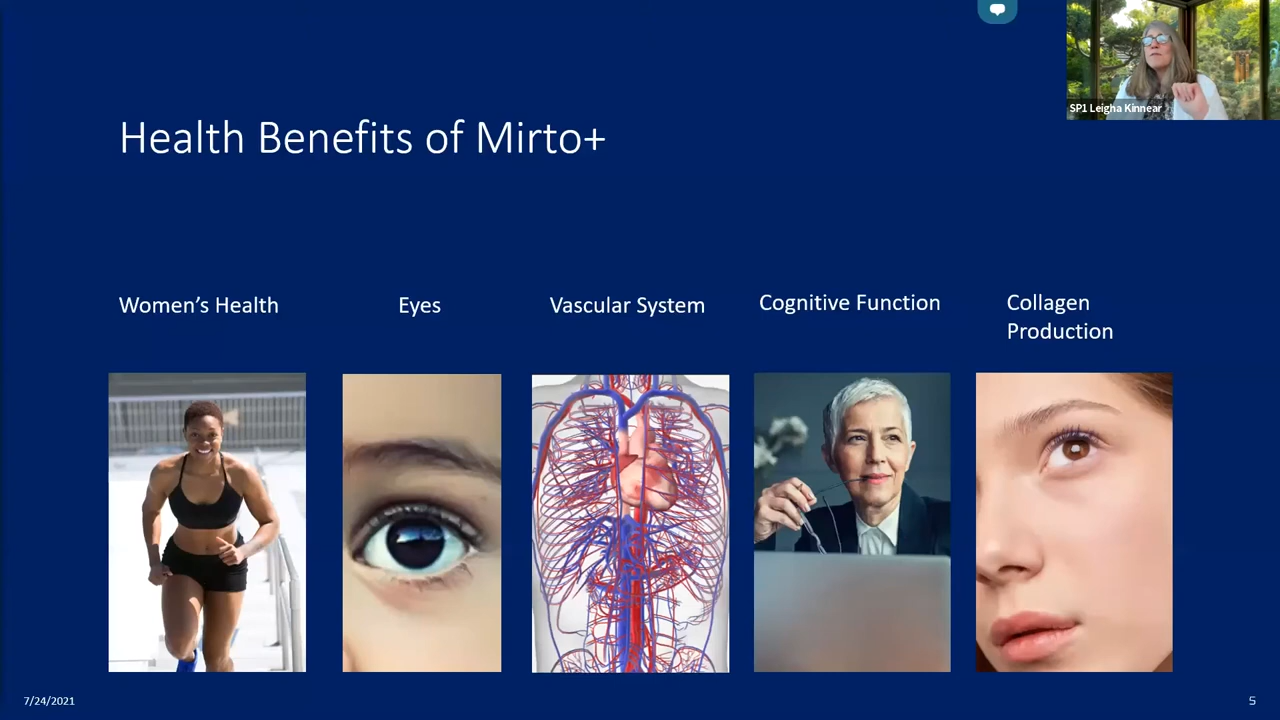 SP1 Leigha Kinnear
Health Benefits of Mirto+
Women’s Health
Eyes
Vascular System
Cognitive Function
Collagen
Production
7/24/2021
5